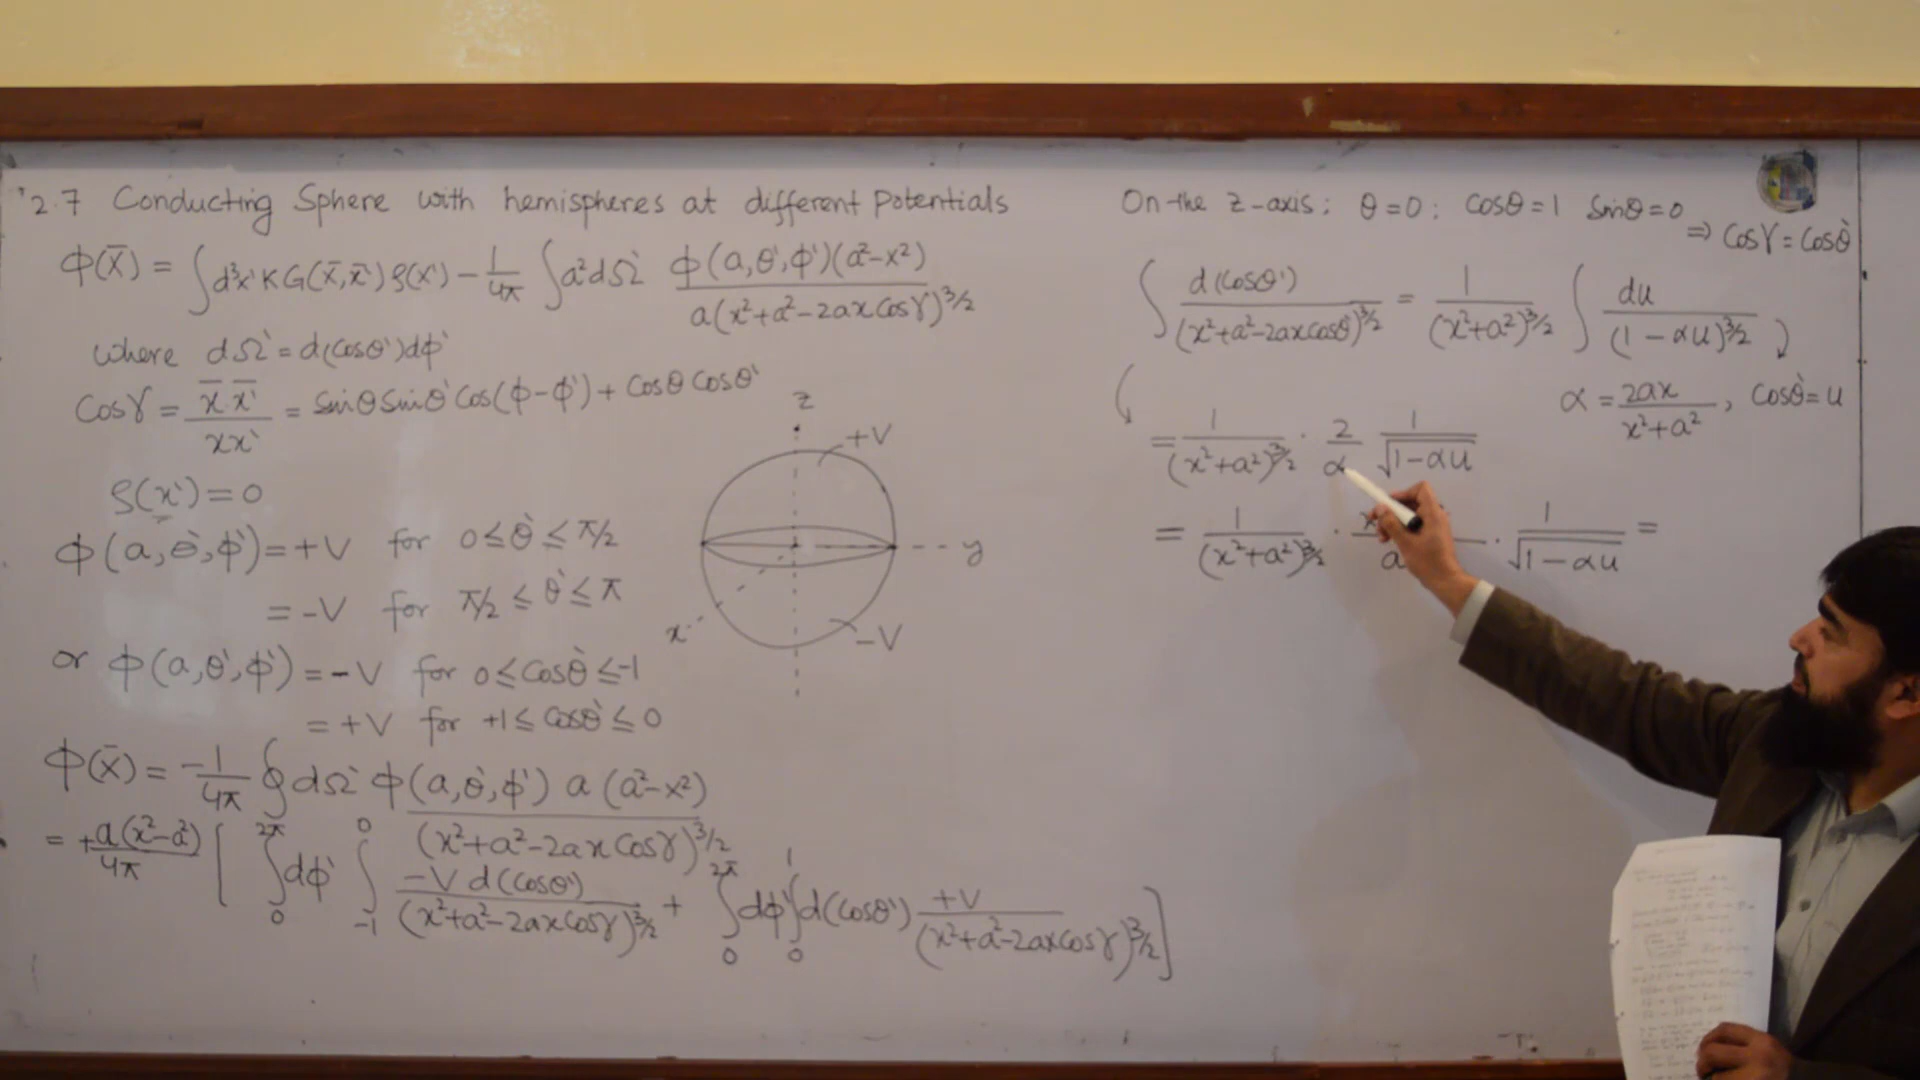 2.7 Conducting Sphere with hemispheres at different Potentials
ϕ(x̄) = ∫d³x' K G(x̄,x̄') ρ(x') − 1/4π ∫a²dΩ' ϕ(a,θ',ϕ')(a²−x²) / a(x²+a²−2ax Cosγ)^3/2
where dΩ' = d(Cosθ')dϕ'
Cosγ = x̄.x̄'/xx' = Sinθ Sinθ' Cos(ϕ−ϕ') + Cosθ Cosθ'
ρ(x') = 0
ϕ(a,θ',ϕ') = +V for 0≤θ'≤π/2
= −V for π/2≤θ'≤π
or ϕ(a,θ',ϕ') = −V for 0≤Cosθ'≤−1
= +V for +1≤Cosθ'≤0
ϕ(x̄) = −1/4π ∮dΩ' ϕ(a,θ',ϕ') a(a²−x²) / (x²+a²−2ax Cosγ)^3/2
= +a(x²−a²)/4π [ ∫₀^2π dϕ' ∫₋₁^0 −V d(Cosθ') / (x²+a²−2ax Cosγ)^3/2 + ∫₀^2π dϕ' ∫₀^1 d(Cosθ') +V / (x²+a²−2ax Cosγ)^3/2 ]
z
+V
y
x
−V
On the z-axis; θ=0; Cosθ=1 Sinθ=0
⇒ Cosγ = Cosθ'
∫ d(Cosθ') / (x²+a²−2ax Cosθ')^3/2 = 1/(x²+a²)^3/2 ∫ du / (1−αu)^3/2
α = 2ax/x²+a², Cosθ' = u
= 1/(x²+a²)^3/2 · 2/α 1/√1−αu
= 1/(x²+a²)^3/2 · x a · 1/√1−αu =